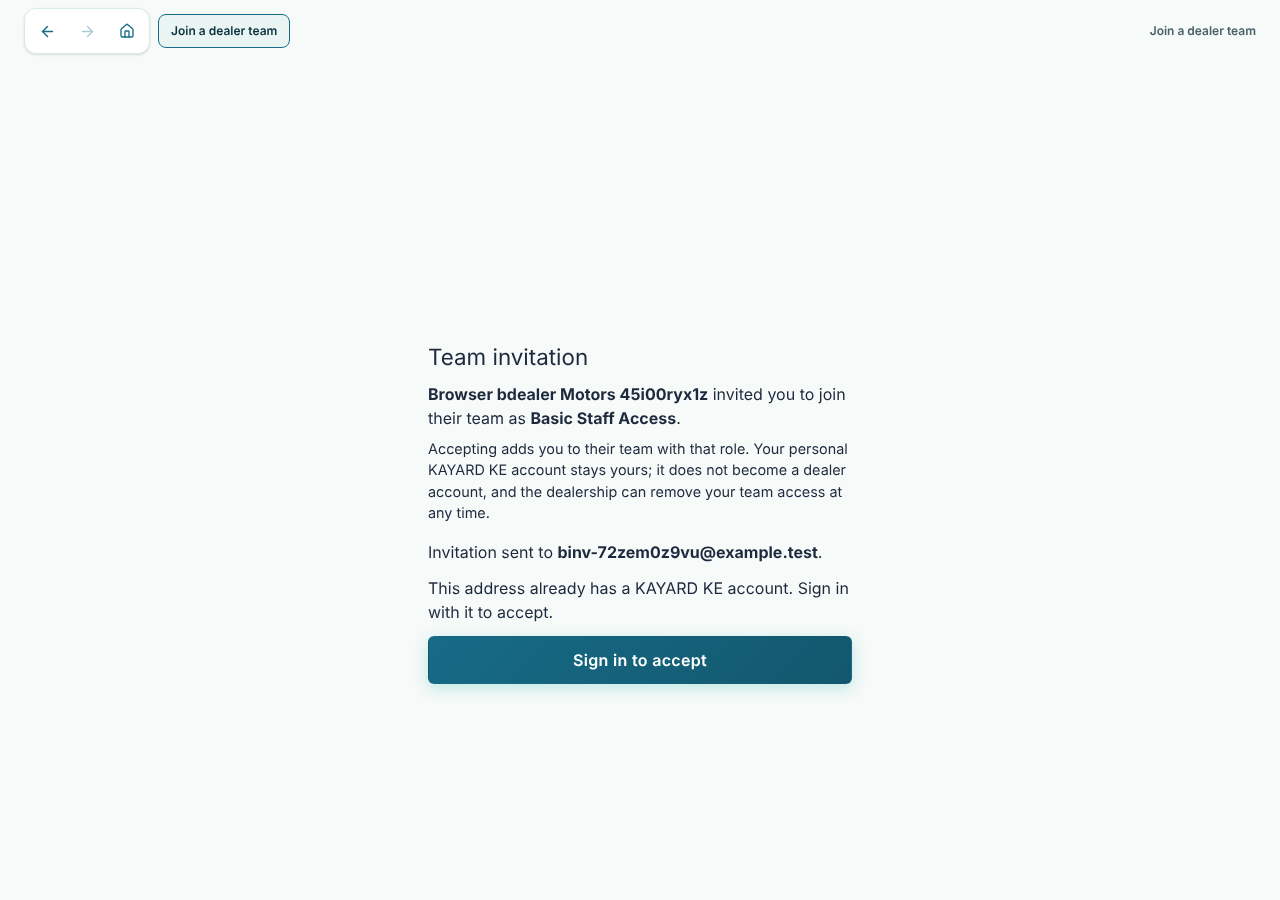 Join a dealer team
Join a dealer team
Team invitation
Browser bdealer Motors 45i00ryx1z invited you to join
their team as Basic Staff Access.
Accepting adds you to their team with that role. Your personal
KAYARD KE account stays yours; it does not become a dealer
account, and the dealership can remove your team access at
any time.
Invitation sent to binv-72zem0z9vu@example.test.
This address already has a KAYARD KE account. Sign in
with it to accept.
Sign in to accept